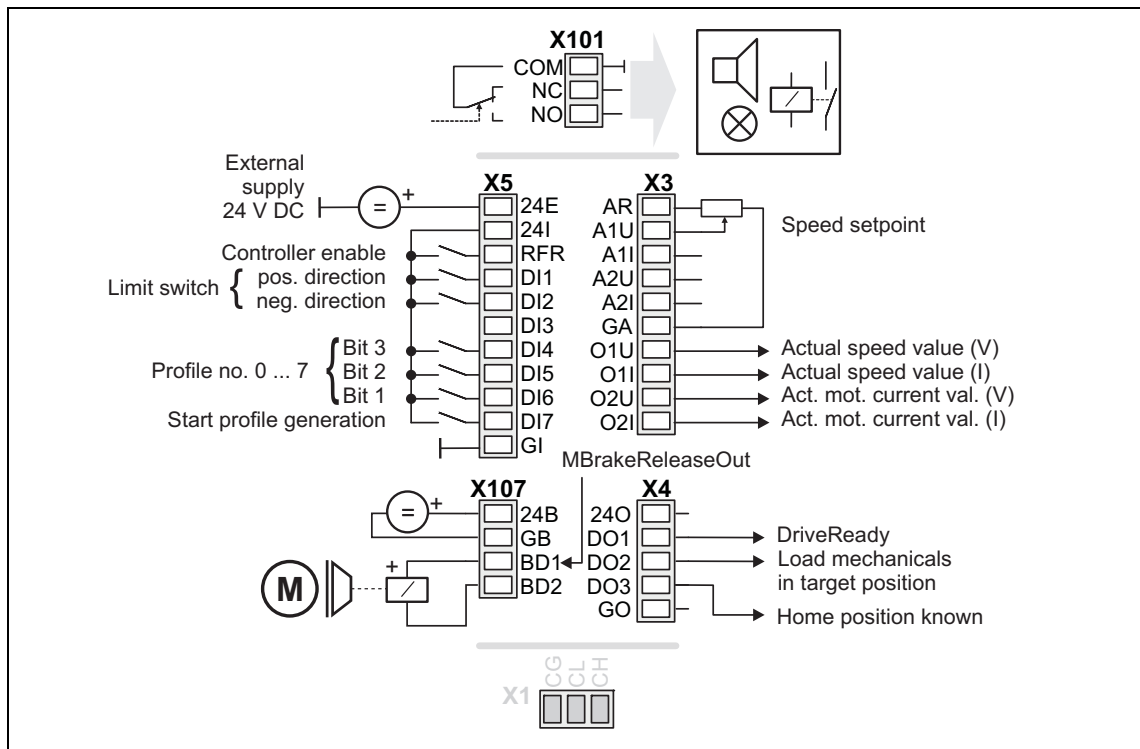 X101
COM
NC
NO
External
supply
24 V DC
=
+
X5
24E
24I
RFR
DI1
DI2
DI3
DI4
DI5
DI6
DI7
GI
Controller enable
Limit switch { pos. direction
neg. direction
Profile no. 0 ... 7 { Bit 3
Bit 2
Bit 1
Start profile generation
X3
AR
A1U
A1I
A2U
A2I
GA
O1U
O1I
O2U
O2I
Speed setpoint
Actual speed value (V)
Actual speed value (I)
Act. mot. current val. (V)
Act. mot. current val. (I)
MBrakeReleaseOut
X107
=
+
24B
GB
BD1
BD2
M
+
X4
24O
DO1
DO2
DO3
GO
DriveReady
Load mechanicals
in target position
Home position known
X1
CG
CL
CH